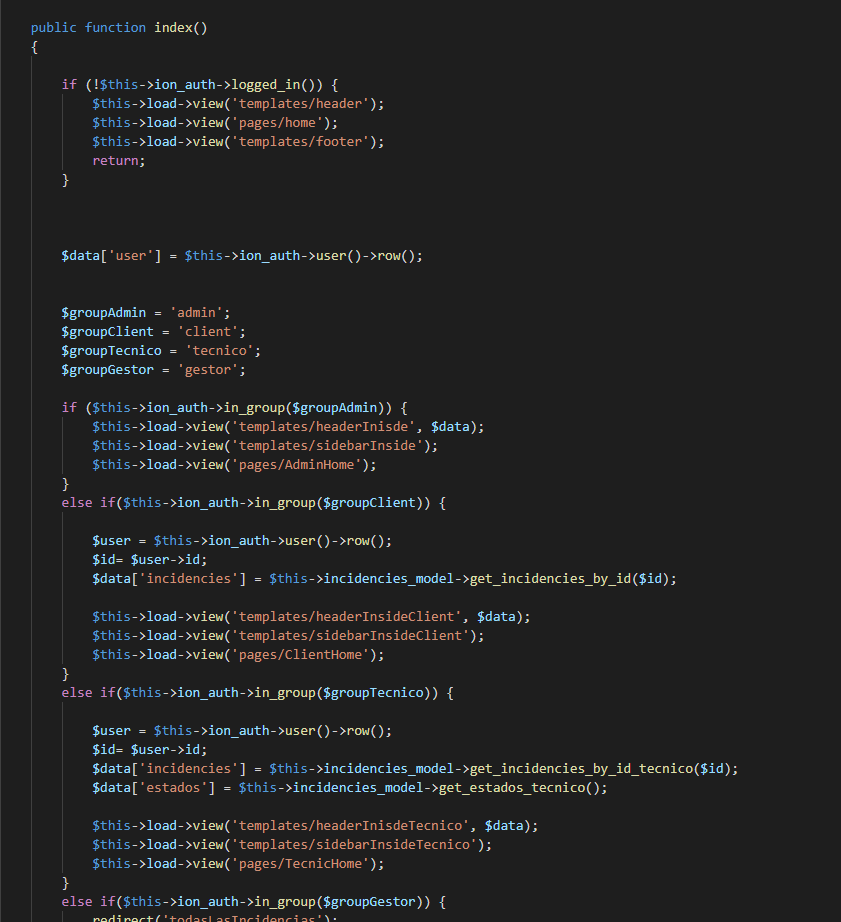 public function index()
{
if (!$this->ion_auth->logged_in()) {
$this->load->view('templates/header');
$this->load->view('pages/home');
$this->load->view('templates/footer');
return;
}
$data['user'] = $this->ion_auth->user()->row();
$groupAdmin = 'admin';
$groupClient = 'client';
$groupTecnico = 'tecnico';
$groupGestor = 'gestor';
if ($this->ion_auth->in_group($groupAdmin)) {
$this->load->view('templates/headerInisde', $data);
$this->load->view('templates/sidebarInside');
$this->load->view('pages/AdminHome');
}
else if($this->ion_auth->in_group($groupClient)) {
$user = $this->ion_auth->user()->row();
$id= $user->id;
$data['incidencies'] = $this->incidencies_model->get_incidencies_by_id($id);
$this->load->view('templates/headerInsideClient', $data);
$this->load->view('templates/sidebarInsideClient');
$this->load->view('pages/ClientHome');
}
else if($this->ion_auth->in_group($groupTecnico)) {
$user = $this->ion_auth->user()->row();
$id= $user->id;
$data['incidencies'] = $this->incidencies_model->get_incidencies_by_id_tecnico($id);
$data['estados'] = $this->incidencies_model->get_estados_tecnico();
$this->load->view('templates/headerInisdeTecnico', $data);
$this->load->view('templates/sidebarInsideTecnico');
$this->load->view('pages/TecnicHome');
}
else if($this->ion_auth->in_group($groupGestor)) {
redirect('todasLasIncidencias');